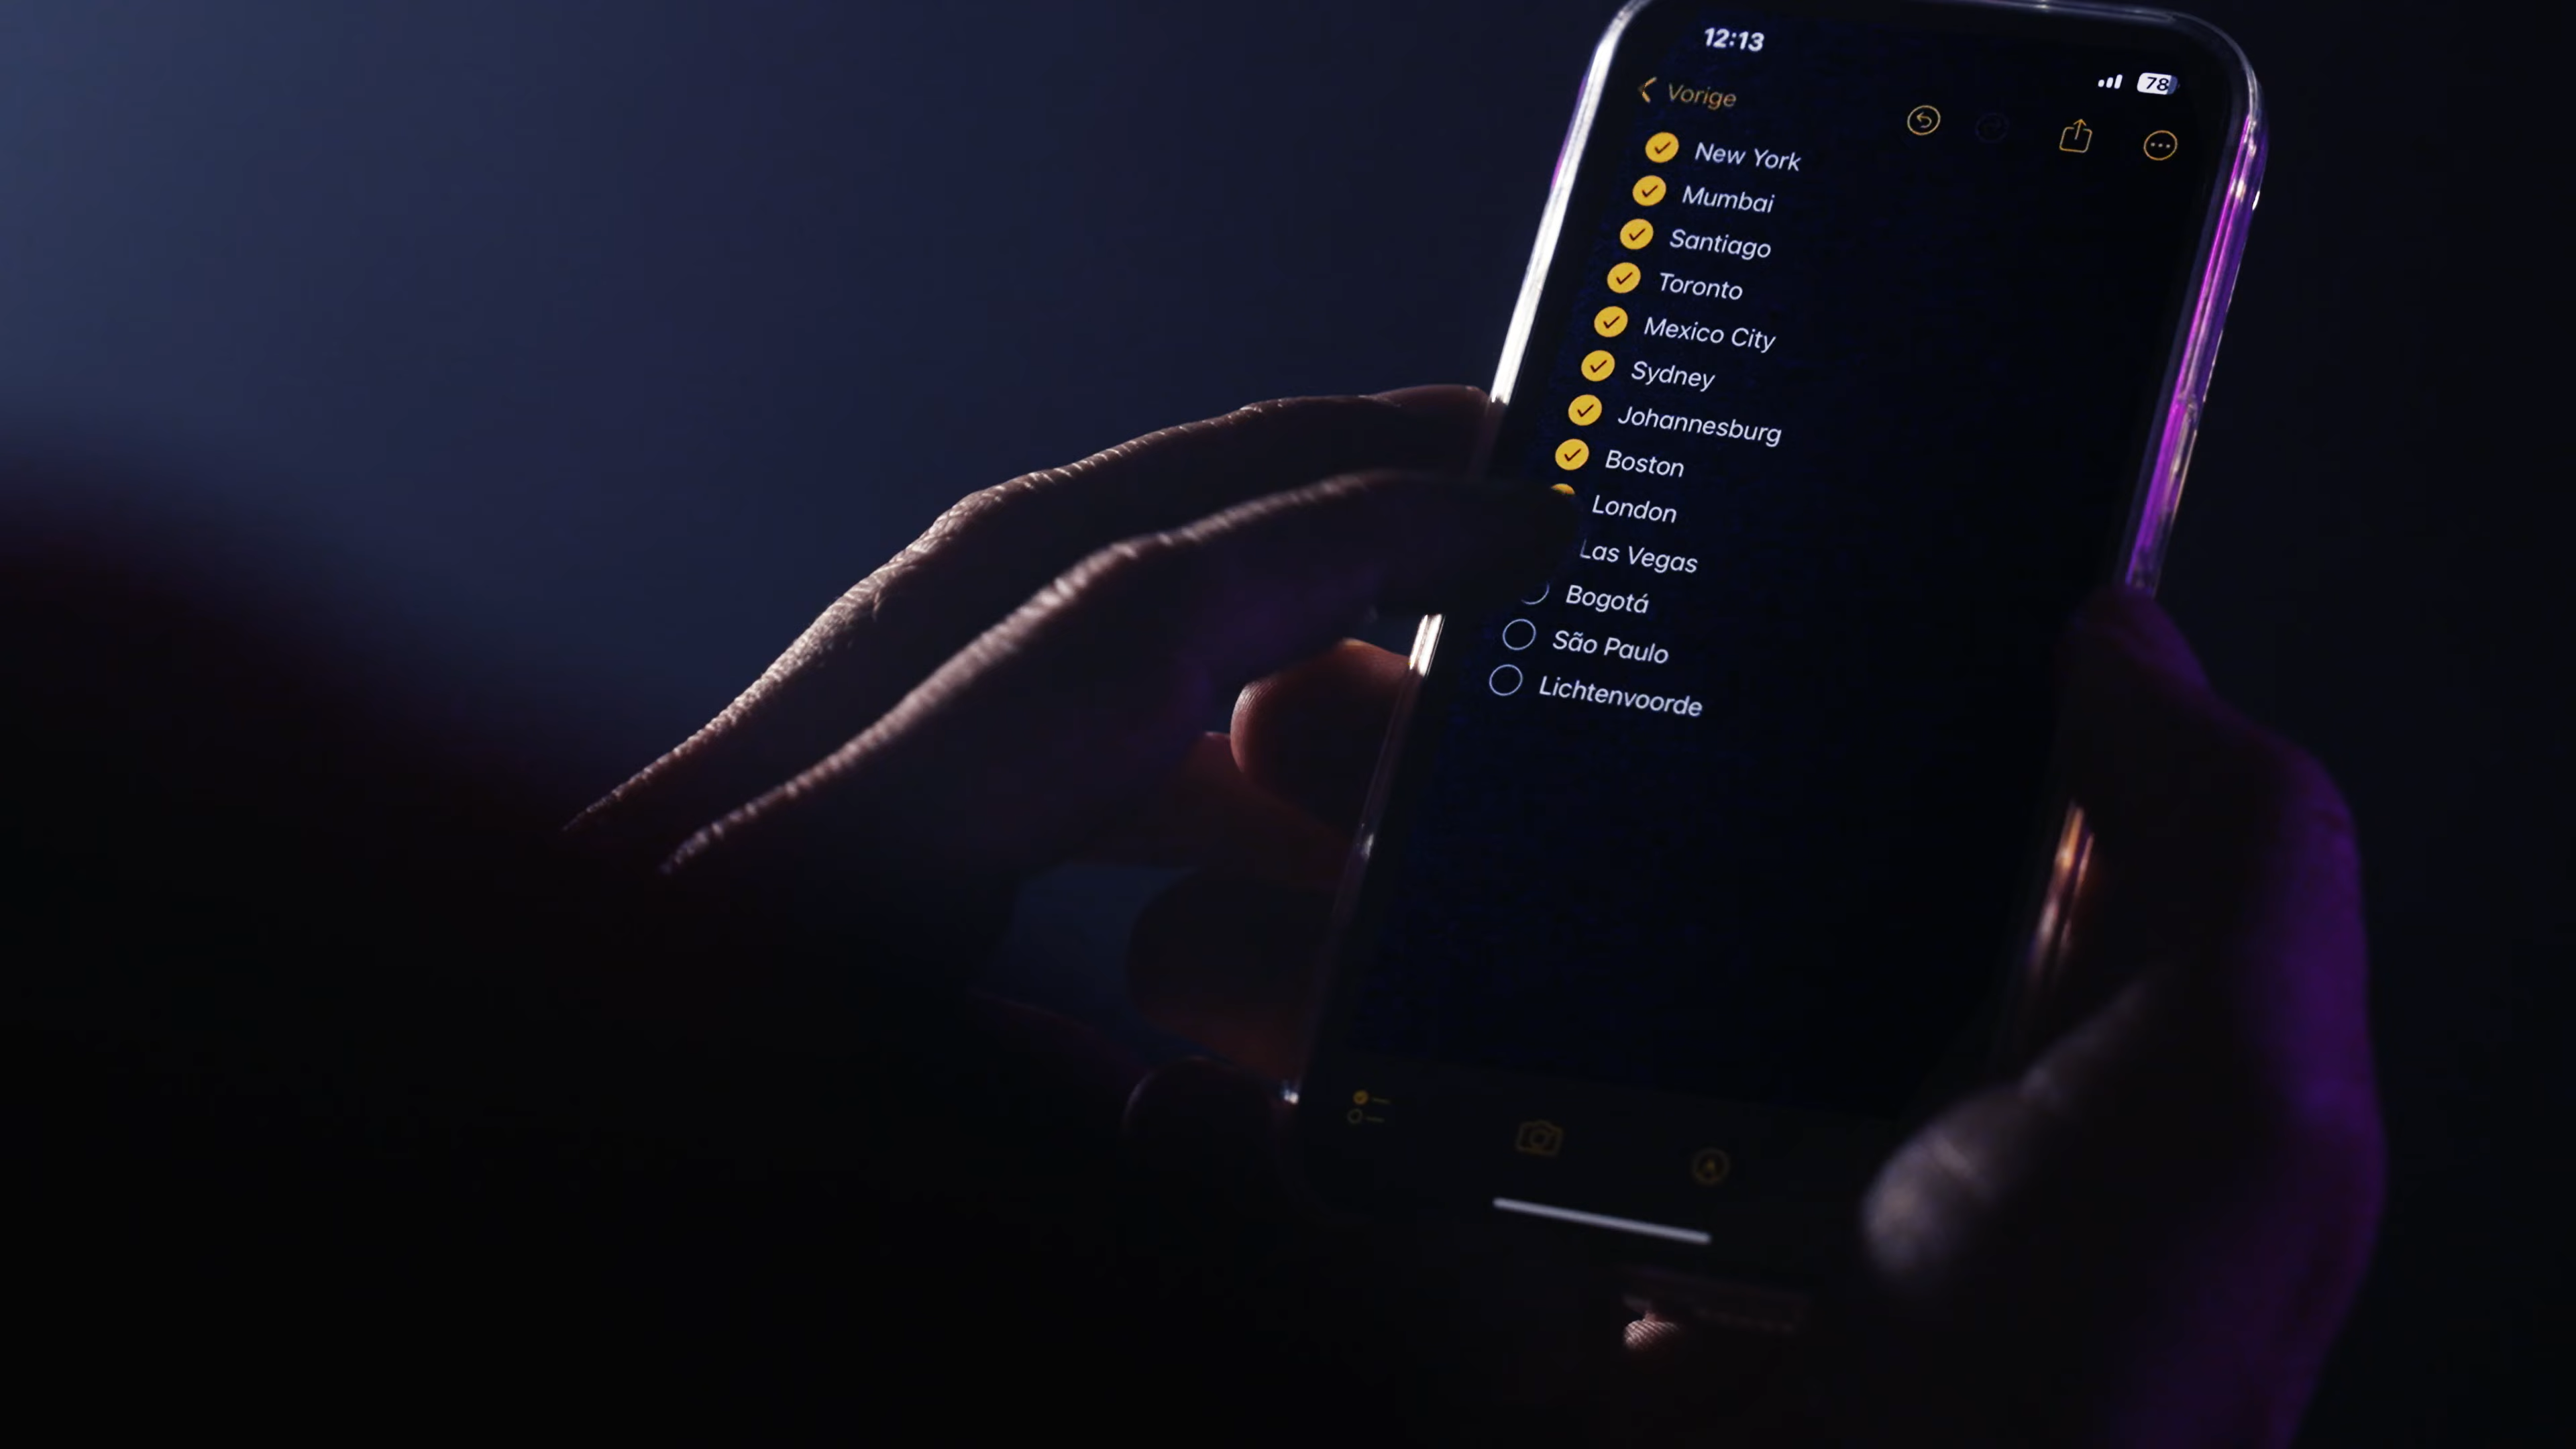 12:13
78
Vorige
New York
Mumbai
Santiago
Toronto
Mexico City
Sydney
Johannesburg
Boston
London
Las Vegas
Bogotá
São Paulo
Lichtenvoorde